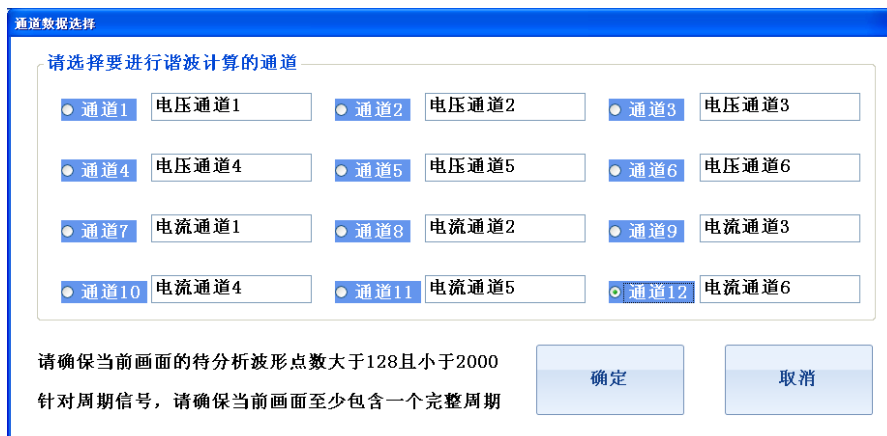 通道数据选择
请选择要进行谐波计算的通道
通道1 电压通道1 通道2 电压通道2 通道3 电压通道3
通道4 电压通道4 通道5 电压通道5 通道6 电压通道6
通道7 电流通道1 通道8 电流通道2 通道9 电流通道3
通道10 电流通道4 通道11 电流通道5 通道12 电流通道6
请确保当前画面的待分析波形点数大于128且小于2000
针对周期信号，请确保当前画面至少包含一个完整周期
确定
取消